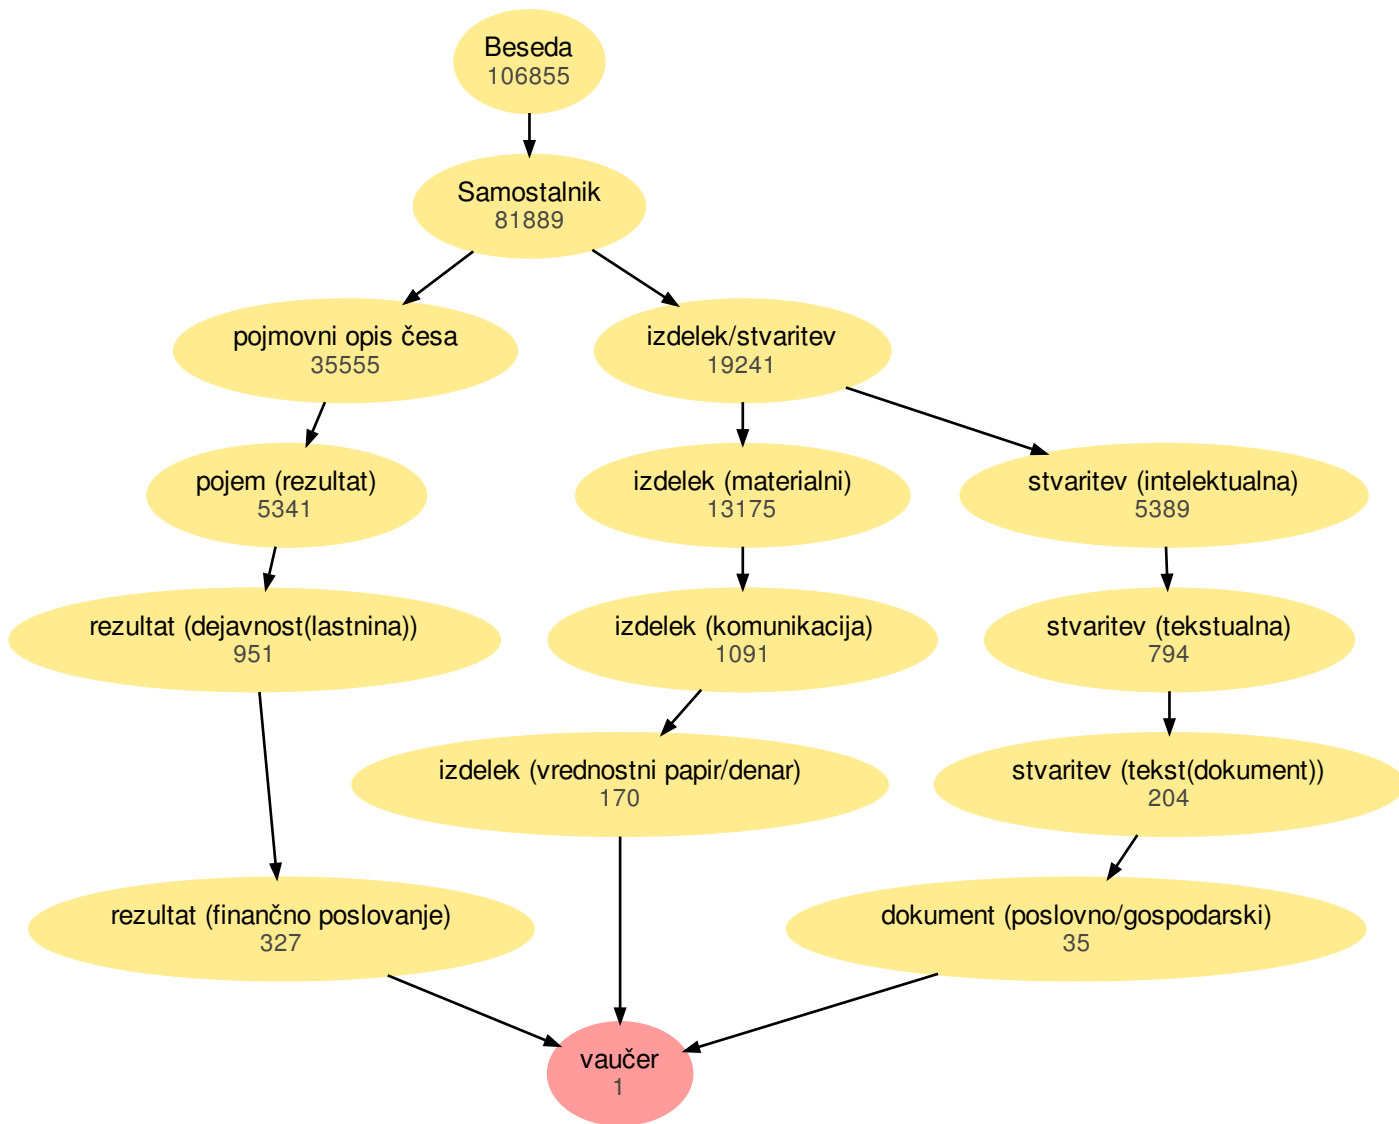 Beseda
106855
Samostalnik
81889
pojmovni opis česa
35555
izdelek/stvaritev
19241
pojem (rezultat)
5341
izdelek (materialni)
13175
stvaritev (intelektualna)
5389
rezultat (dejavnost(lastnina))
951
izdelek (komunikacija)
1091
stvaritev (tekstualna)
794
izdelek (vrednostni papir/denar)
170
stvaritev (tekst(dokument))
204
rezultat (finančno poslovanje)
327
dokument (poslovno/gospodarski)
35
vaučer
1